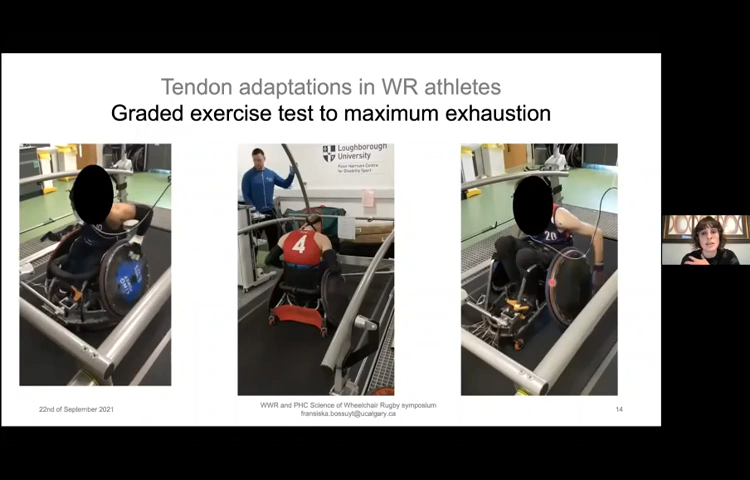 Tendon adaptations in WR athletes
Graded exercise test to maximum exhaustion
Loughborough
University
Peter Harrison Centre
for Disability Sport
4
20
22nd of September 2021
WWR and PHC Science of Wheelchair Rugby symposium
fransiska.bossuyt@ucalgary.ca
14